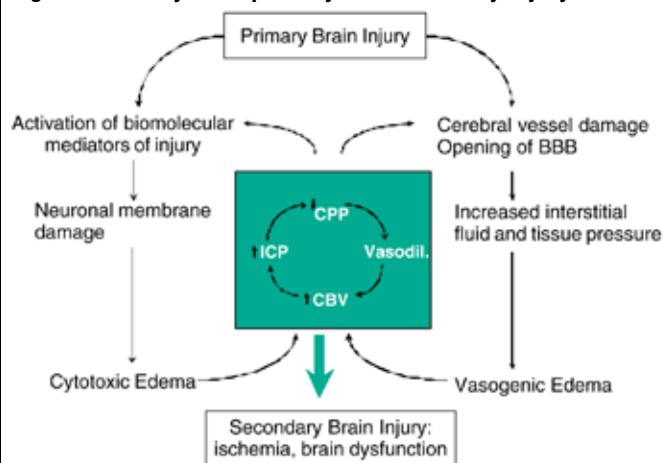 Primary Brain Injury
Activation of biomolecular
mediators of injury
Cerebral vessel damage
Opening of BBB
Neuronal membrane
damage
Increased interstitial
fluid and tissue pressure
CPP
↑ICP
Vasodil.
↑CBV
Cytotoxic Edema
Vasogenic Edema
Secondary Brain Injury:
ischemia, brain dysfunction